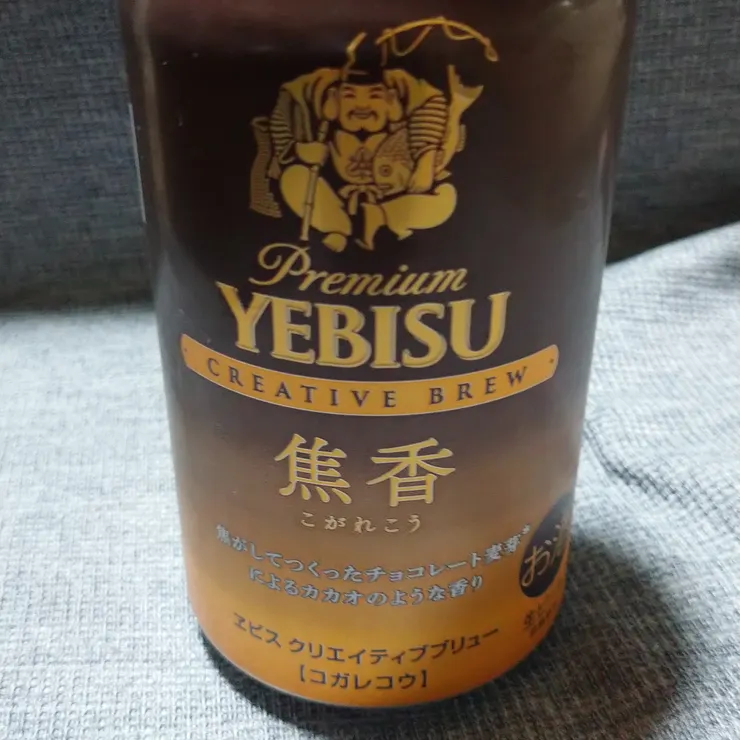 Premium
YEBISU
CREATIVE BREW
焦香
こがれこう
焦がしてつくったチョコレート麦芽*
によるカカオのような香り
ヱビス クリエイティブブリュー
【コガレコウ】
お